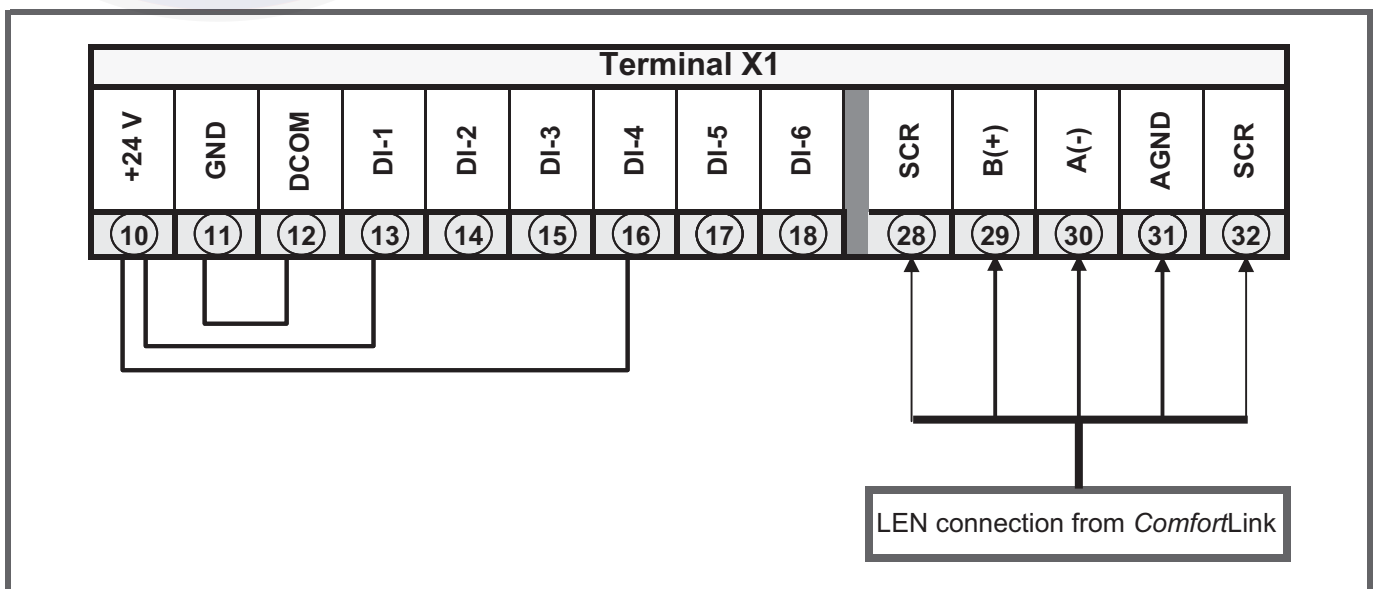 Terminal X1
+24 V GND DCOM DI-1 DI-2 DI-3 DI-4 DI-5 DI-6 SCR B(+) A(-) AGND SCR
10 11 12 13 14 15 16 17 18 28 29 30 31 32
LEN connection from ComfortLink